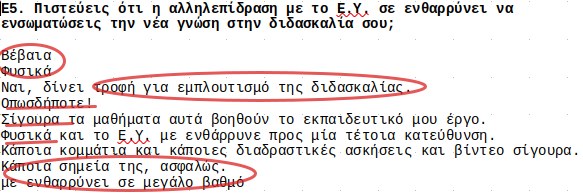 Ε5. Πιστεύεις ότι η αλληλεπίδραση με το Ε.Υ. σε ενθαρρύνει να
ενσωματώσεις την νέα γνώση στην διδασκαλία σου;
Βέβαια
Φυσικά
Ναι, δίνει τροφή για εμπλουτισμό της διδασκαλίας.
Οπωσδήποτε!
Σίγουρα τα μαθήματα αυτά βοηθούν το εκπαιδευτικό μου έργο.
Φυσικά και το Ε.Υ. με ενθάρρυνε προς μία τέτοια κατεύθυνση.
Κάποια κομμάτια και κάποιες διαδραστικές ασκήσεις και βίντεο σίγουρα.
Κάποια σημεία της, ασφαλώς.
με ενθαρρύνει σε μεγάλο βαθμό